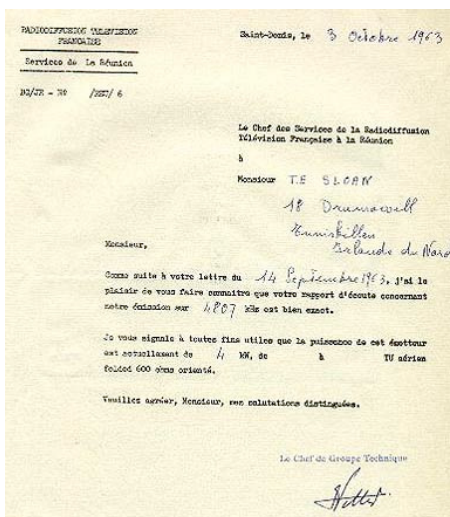 RADIODIFFUSION TELEVISION
FRANCAISE
Services de La Réunion
Saint-Denis, le 3 Octobre 1963
Le Chef des Services de la Radiodiffusion
Télévision Française à la Réunion
à
Monsieur T.E SLOAN
18
Enniskillen
Irlande du Nord
Monsieur,
Comme suite à votre lettre du 14 Septembre 1963, j'ai le
plaisir de vous faire connaître que votre rapport d'écoute concernant
notre émission sur 4807 kHz est bien exact.
Je vous signale à toutes fins utiles que la puissance de cet émetteur
est actuellement de 4 kW, de à TU aérien
folded 600 ohms orienté.
Veuillez agréer, Monsieur, mes salutations distinguées.
Le Chef de Groupe Technique